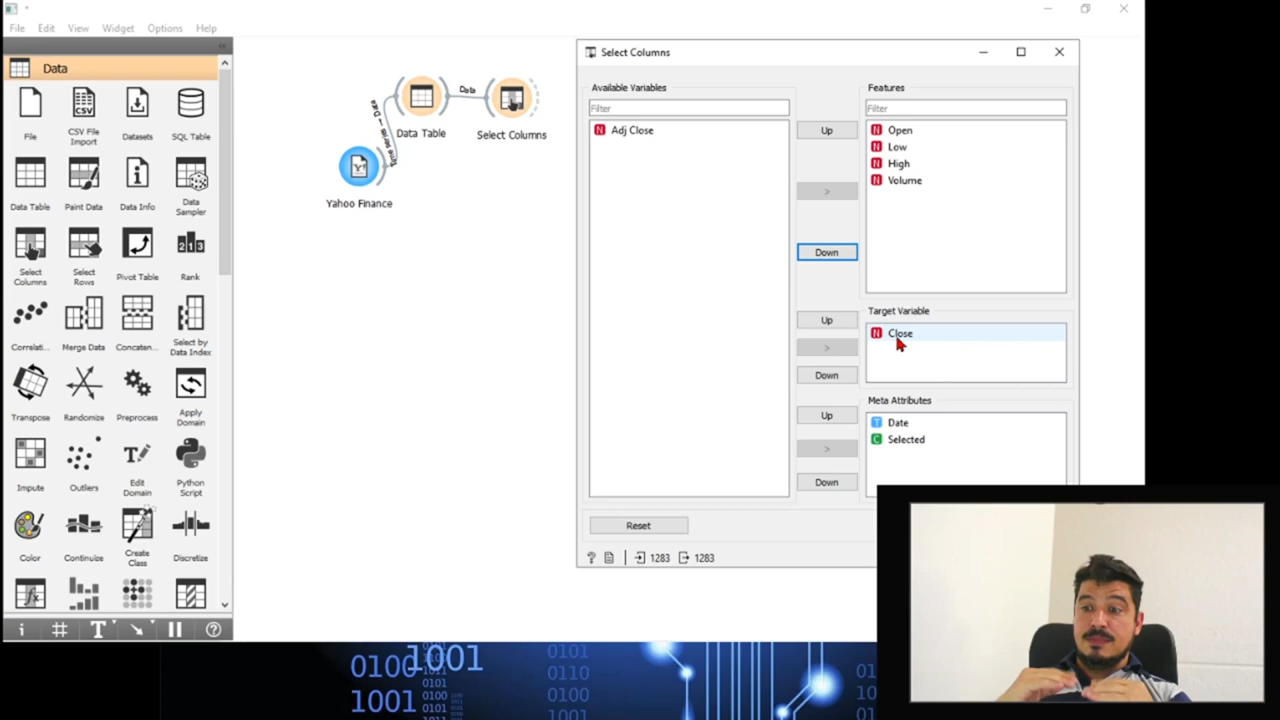 File Edit View Widget Options Help
Data
File
CSV File
Import
Datasets
SQL Table
Data Table
Paint Data
Data Info
Data
Sampler
Select
Columns
Select
Rows
Pivot Table
Rank
Correlati...
Merge Data
Concaten...
Select by
Data Index
Transpose
Randomize
Preprocess
Apply
Domain
Impute
Outliers
Edit
Domain
Python
Script
Color
Continuize
Create
Class
Discretize
Time series → Data
Data
Data Table
Select Columns
Yahoo Finance
Select Columns
Available Variables
Filter
Adj Close
Up
>
Down
Up
>
Down
Up
>
Down
Features
Filter
Open
Low
High
Volume
Target Variable
Close
Meta Attributes
Date
Selected
Reset
1283
1283
0100
1001
1001
0101
0110
0100
1001